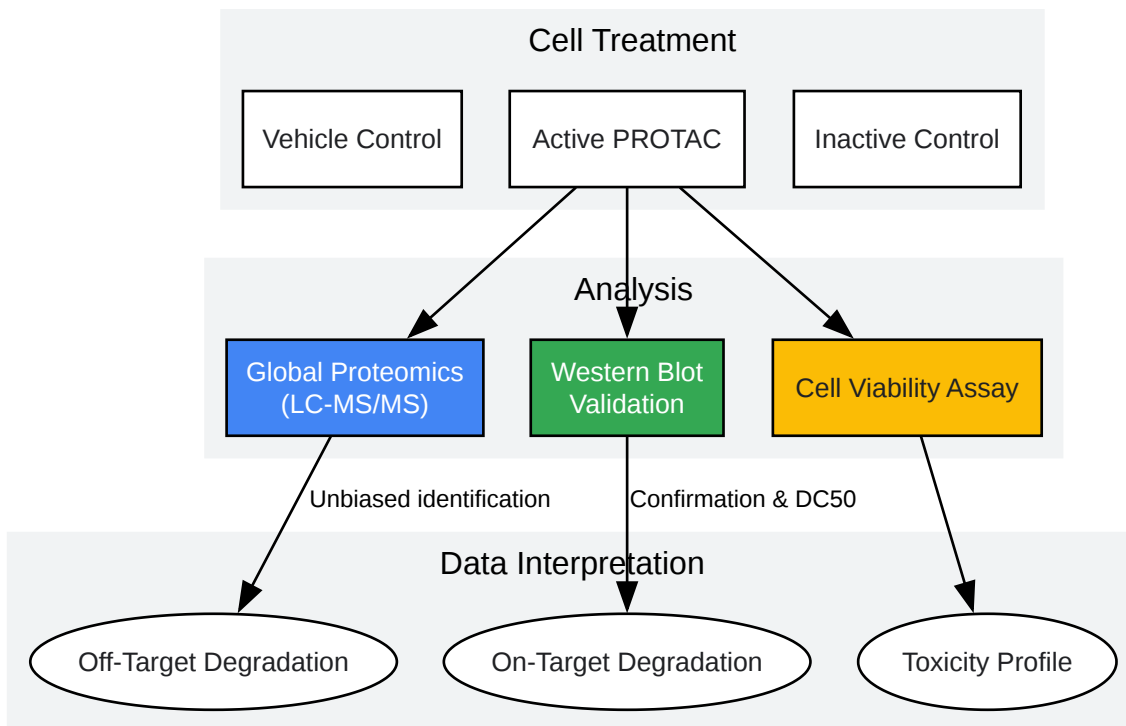 Cell Treatment
Vehicle Control
Active PROTAC
Inactive Control
Analysis
Global Proteomics
(LC-MS/MS)
Western Blot
Validation
Cell Viability Assay
Unbiased identification
Confirmation & DC50
Data Interpretation
Off-Target Degradation
On-Target Degradation
Toxicity Profile